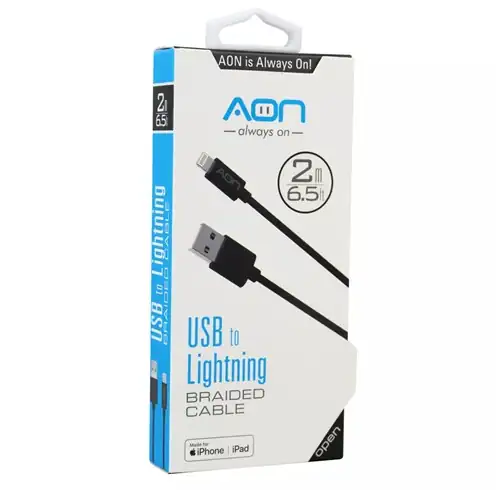 AON is Always On!
AON
always on
2m
6.5ft
AON
USB to
Lightning
BRAIDED
CABLE
Made for
iPhone | iPad
open
2m
6.5ft
USB to Lightning
BRAIDED CABLE